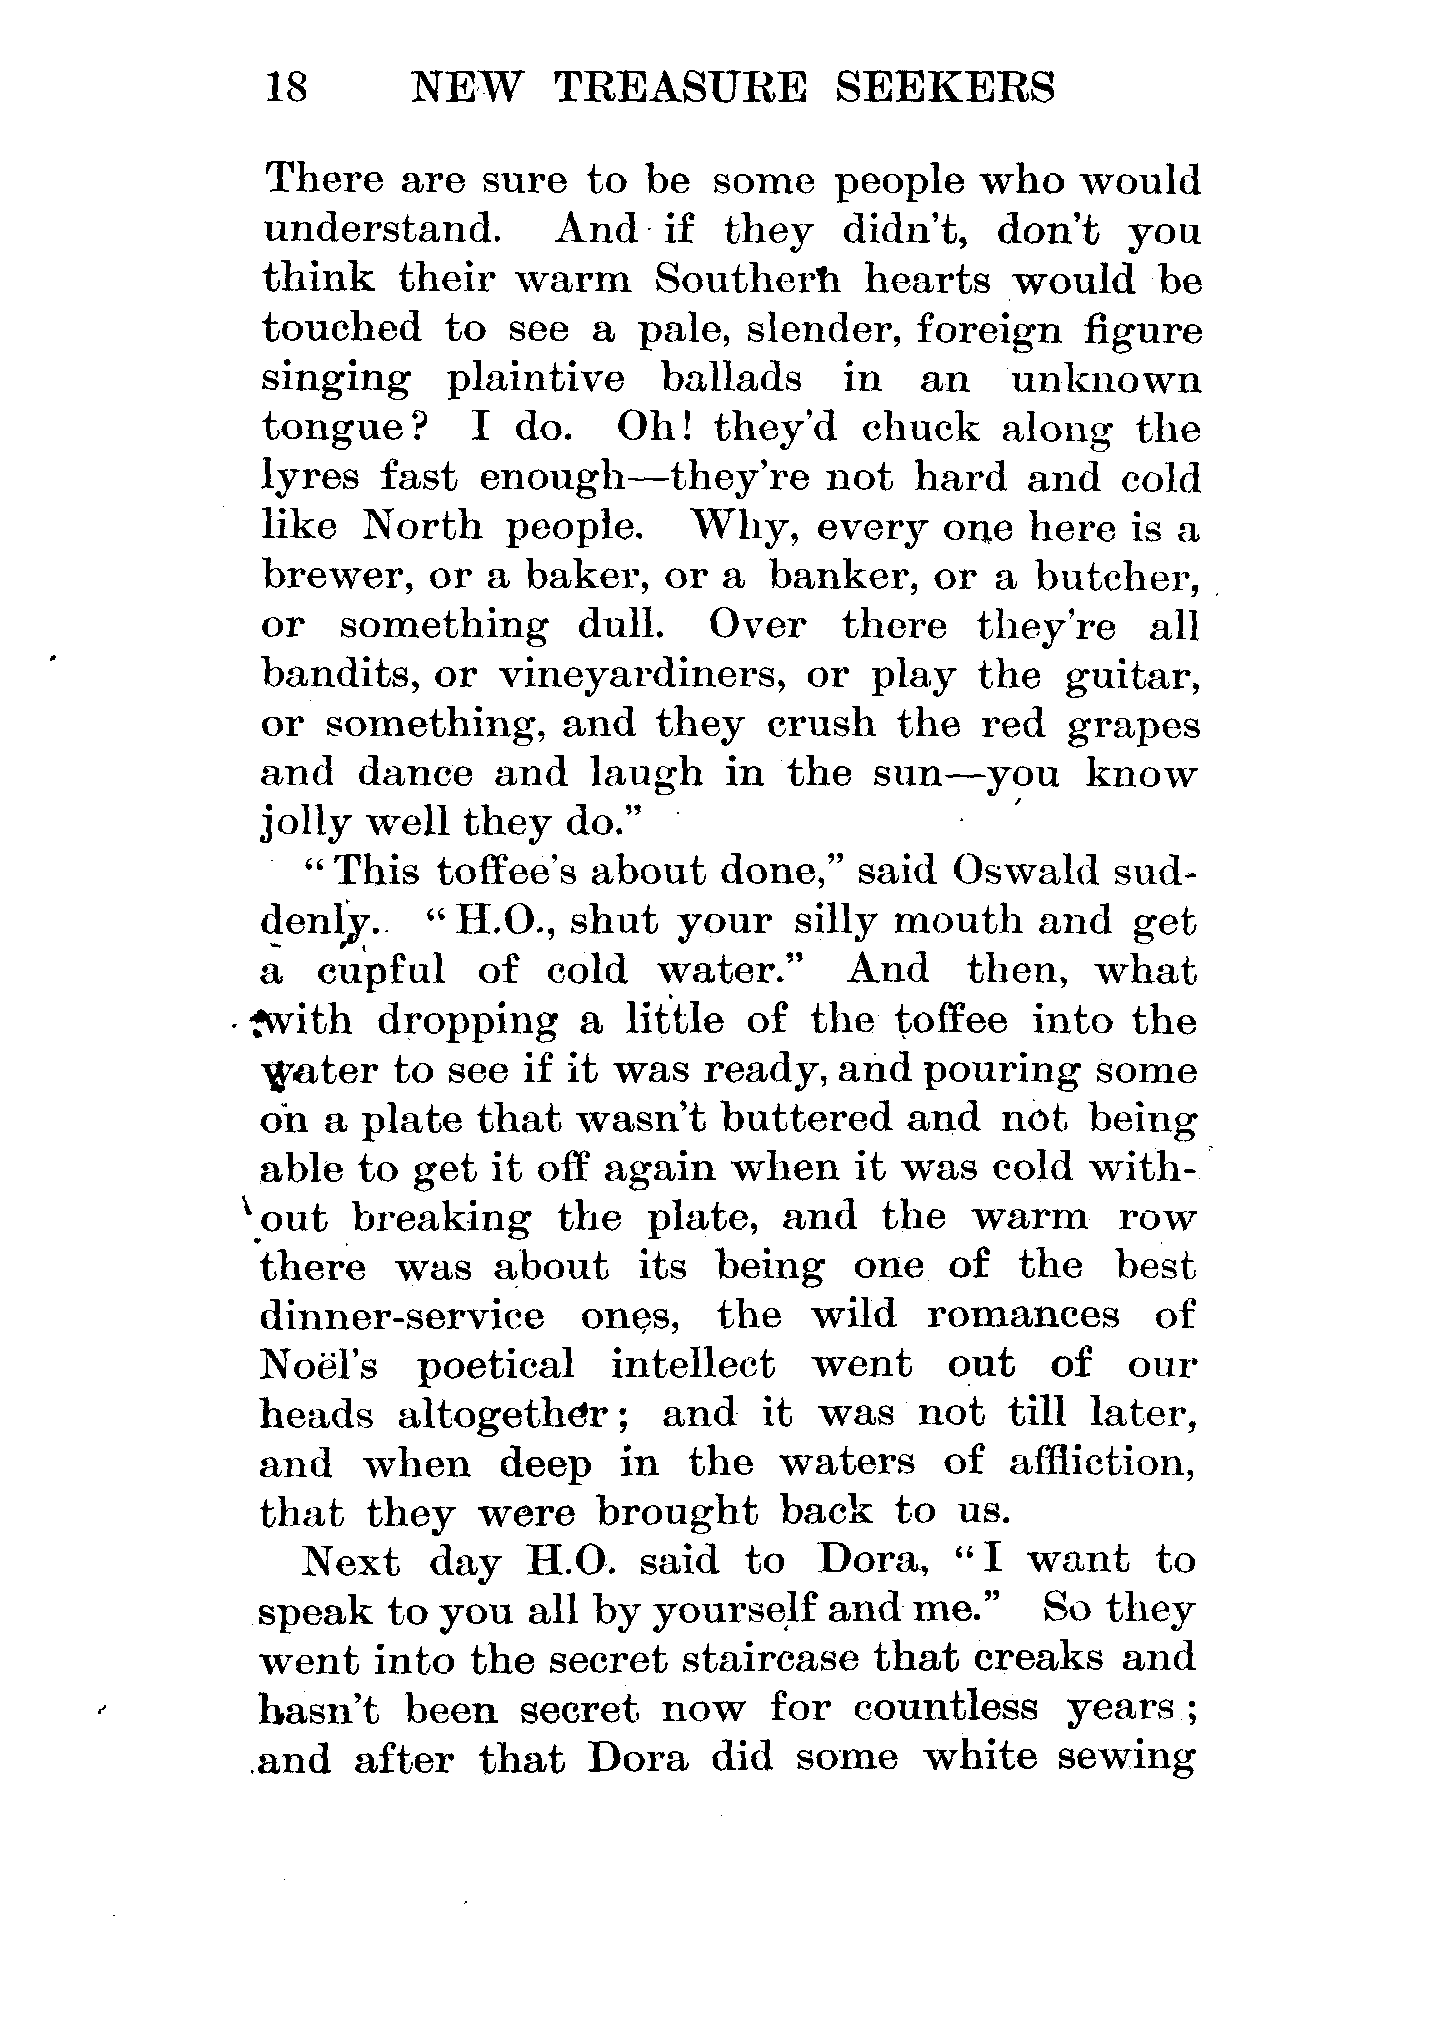 18 NEW TREASURE SEEKERS
There are sure to be some people who would
understand. And if they didn't, don't you
think their warm Southern hearts would be
touched to see a pale, slender, foreign figure
singing plaintive ballads in an unknown
tongue? I do. Oh! they'd chuck along the
lyres fast enough—they're not hard and cold
like North people. Why, every one here is a
brewer, or a baker, or a banker, or a butcher,
or something dull. Over there they're all
bandits, or vineyardiners, or play the guitar,
or something, and they crush the red grapes
and dance and laugh in the sun—you know
jolly well they do."
"This toffee's about done," said Oswald sud-
denly. "H.O., shut your silly mouth and get
a cupful of cold water." And then, what
with dropping a little of the toffee into the
water to see if it was ready, and pouring some
on a plate that wasn't buttered and not being
able to get it off again when it was cold with-
out breaking the plate, and the warm row
there was about its being one of the best
dinner-service ones, the wild romances of
Noël's poetical intellect went out of our
heads altogether; and it was not till later,
and when deep in the waters of affliction,
that they were brought back to us.
Next day H.O. said to Dora, "I want to
speak to you all by yourself and me." So they
went into the secret staircase that creaks and
hasn't been secret now for countless years;
and after that Dora did some white sewing